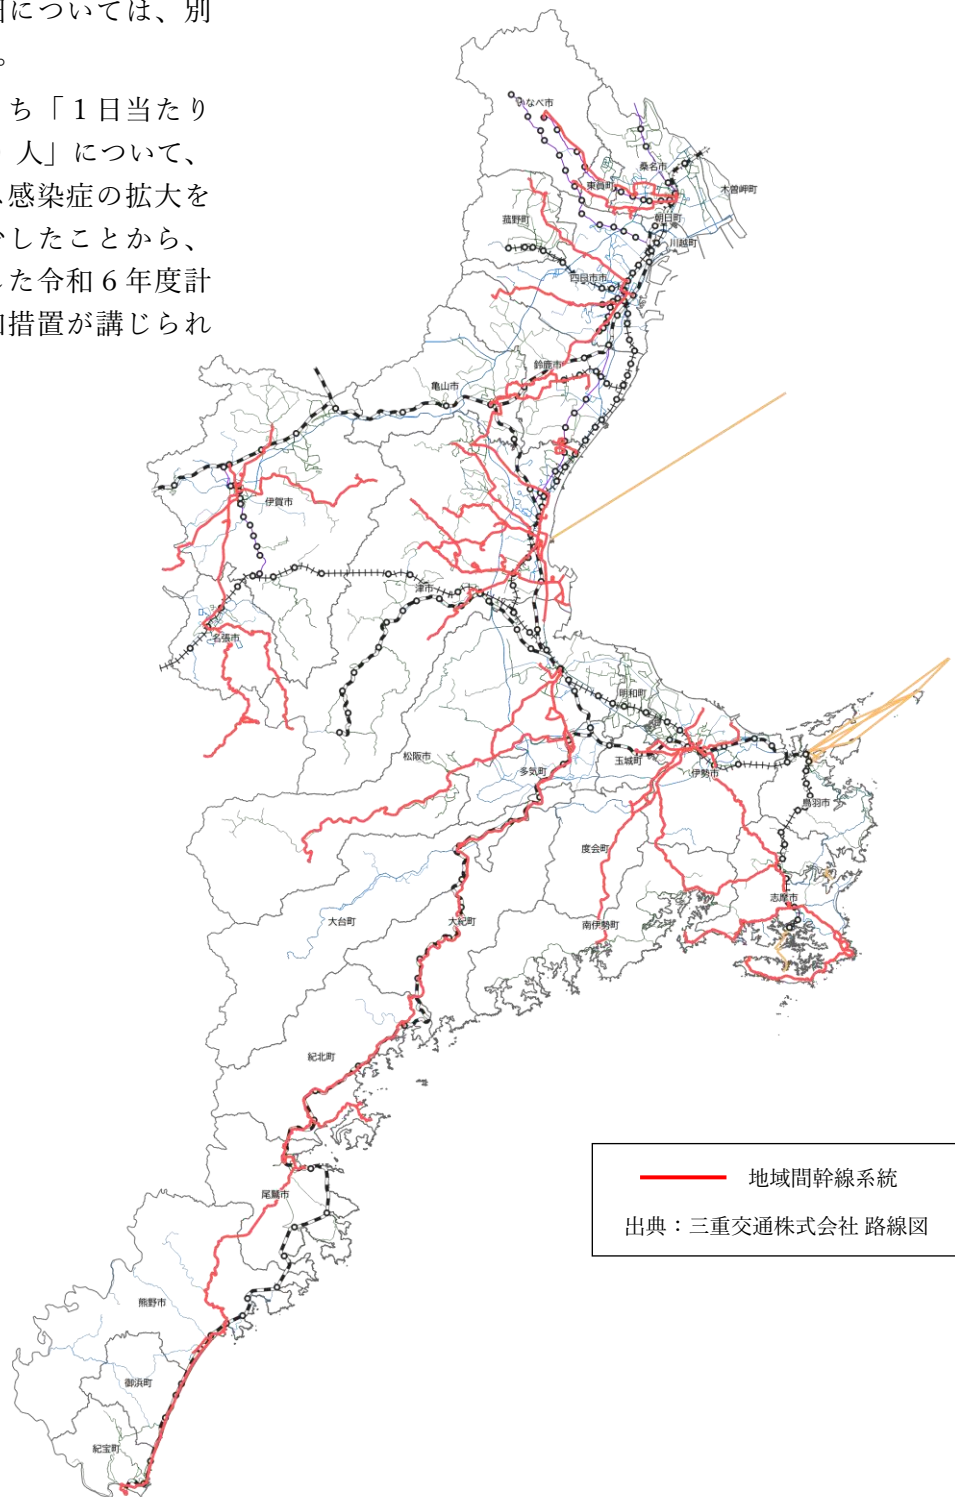 については、別
。
ち「１日当たり
人」について、
感染症の拡大を
したことから、
た令和６年度計
措置が講じられ
いなべ市
桑名市
東員町
木曽岬町
菰野町
朝日町
川越町
四日市市
鈴鹿市
亀山市
伊賀市
津市
名張市
明和町
松阪市
多気町
玉城町
伊勢市
鳥羽市
度会町
志摩市
大台町
大紀町
南伊勢町
紀北町
尾鷲市
熊野市
御浜町
紀宝町
地域間幹線系統
出典：三重交通株式会社 路線図